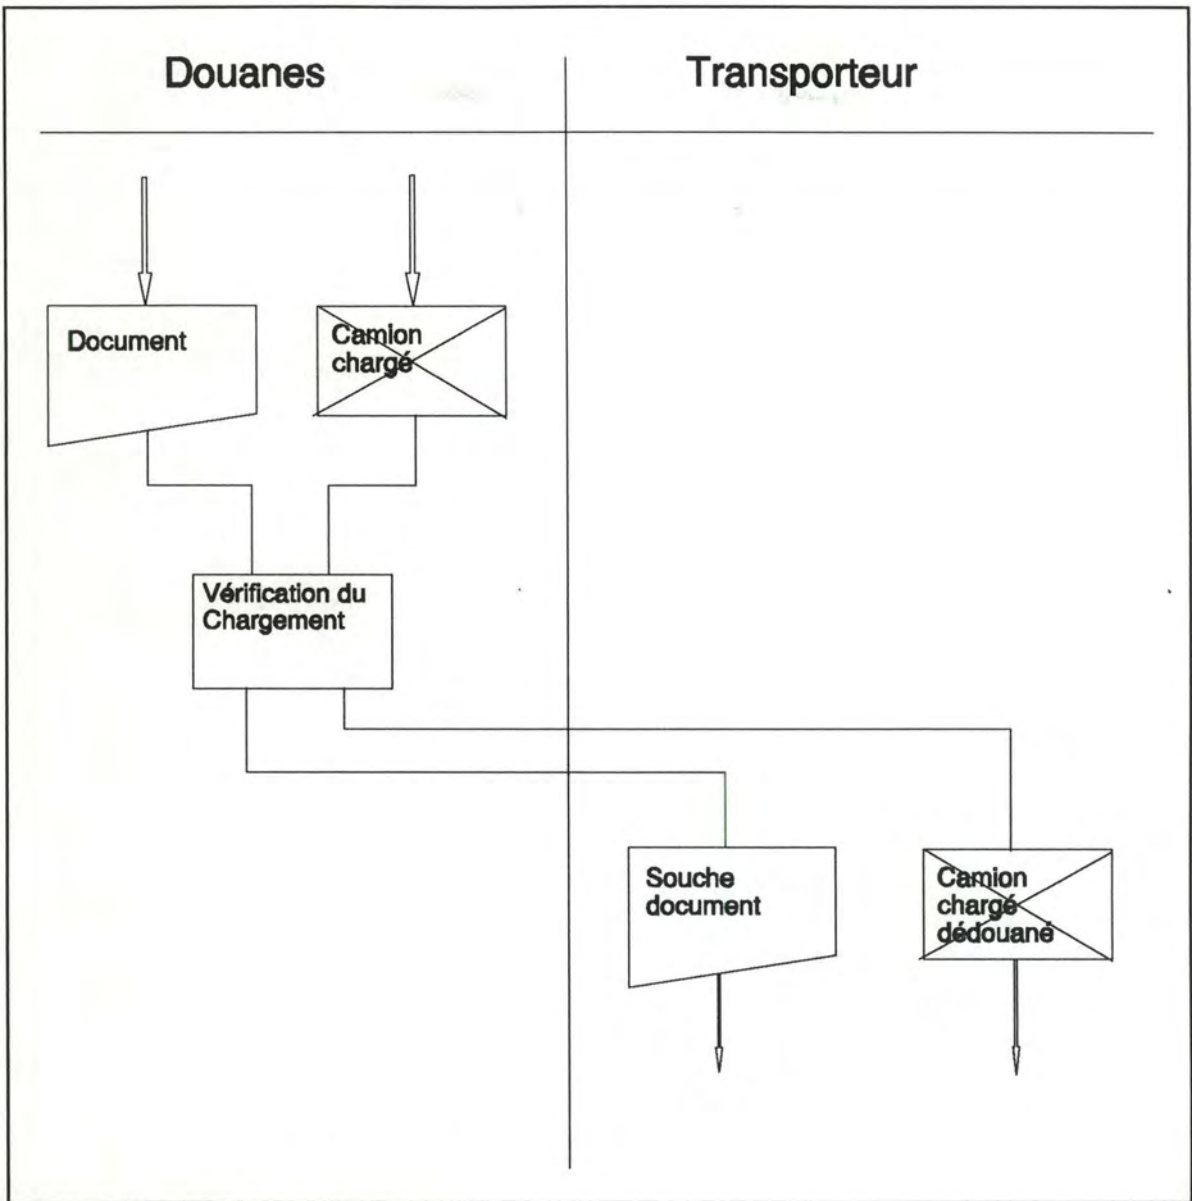 Douanes
Transporteur
Document
Camion
chargé
Vérification du
Chargement
Souche
document
Camion
chargé
dédouané